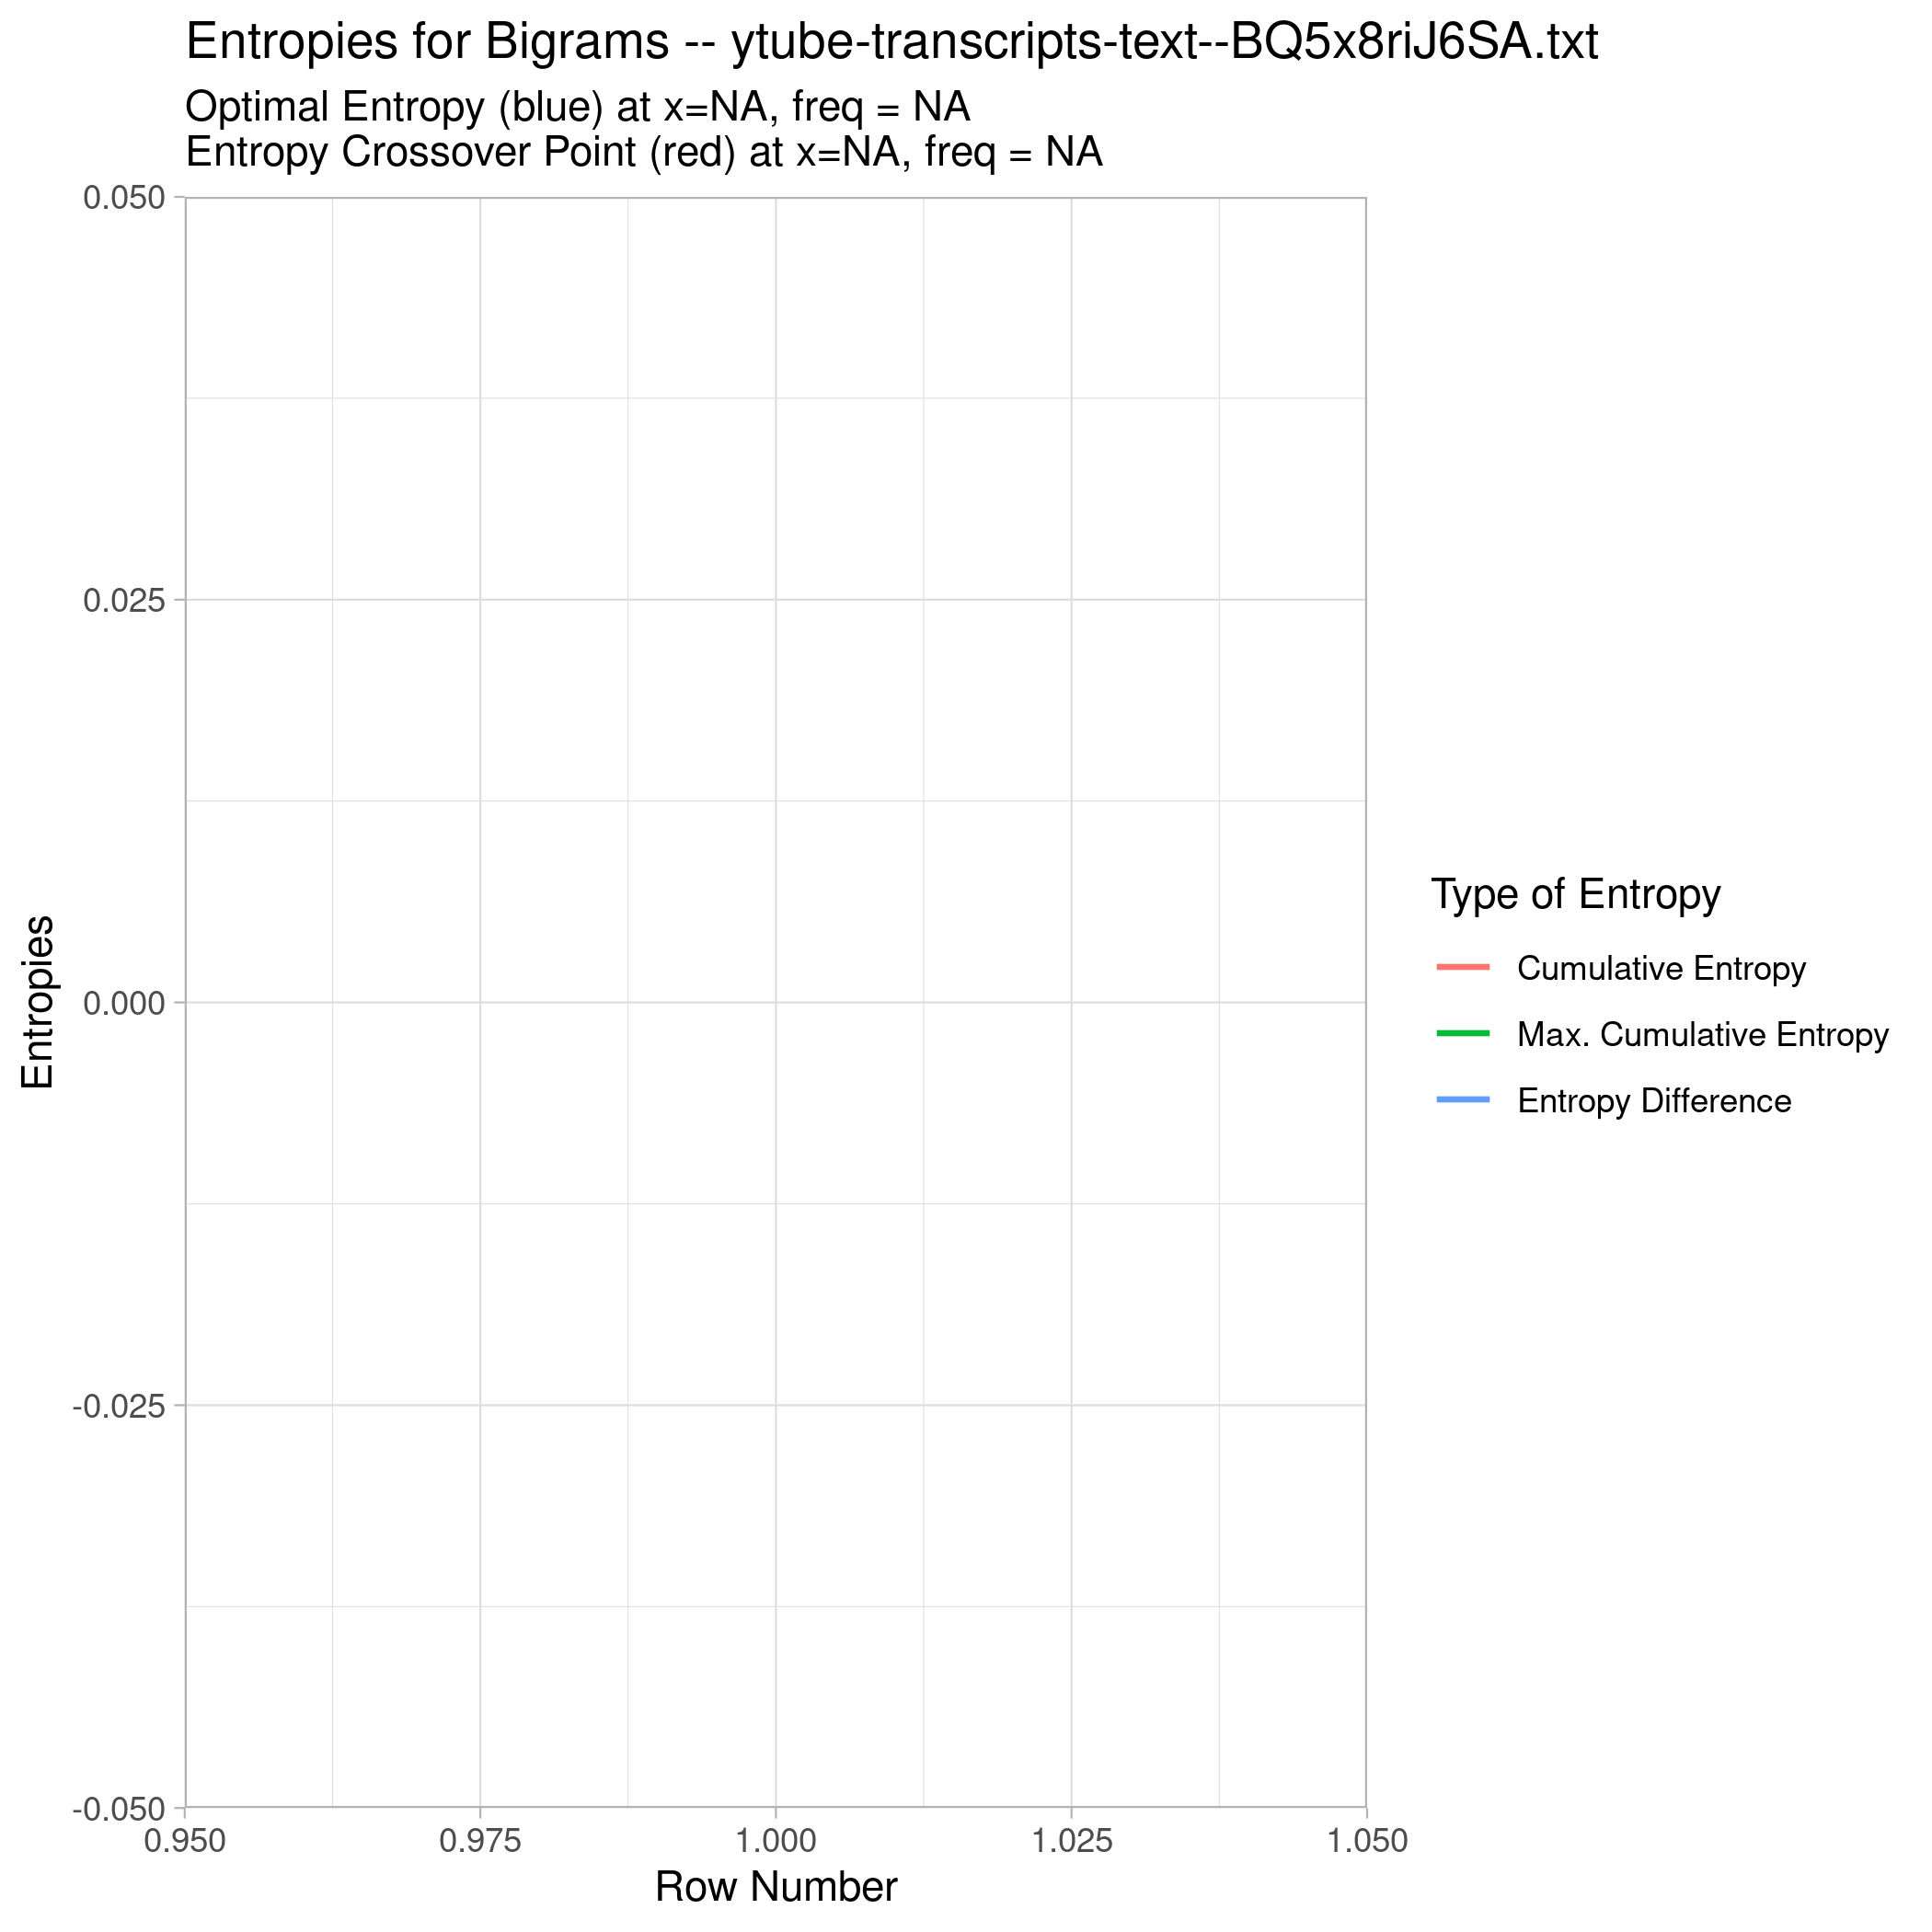 Entropies for Bigrams -- ytube-transcripts-text--BQ5x8riJ6SA.txt
Optimal Entropy (blue) at x=NA, freq = NA
Entropy Crossover Point (red) at x=NA, freq = NA
0.050
0.025
0.000
-0.025
-0.050
Entropies
0.950
0.975
1.000
1.025
1.050
Row Number
Type of Entropy
Cumulative Entropy
Max. Cumulative Entropy
Entropy Difference